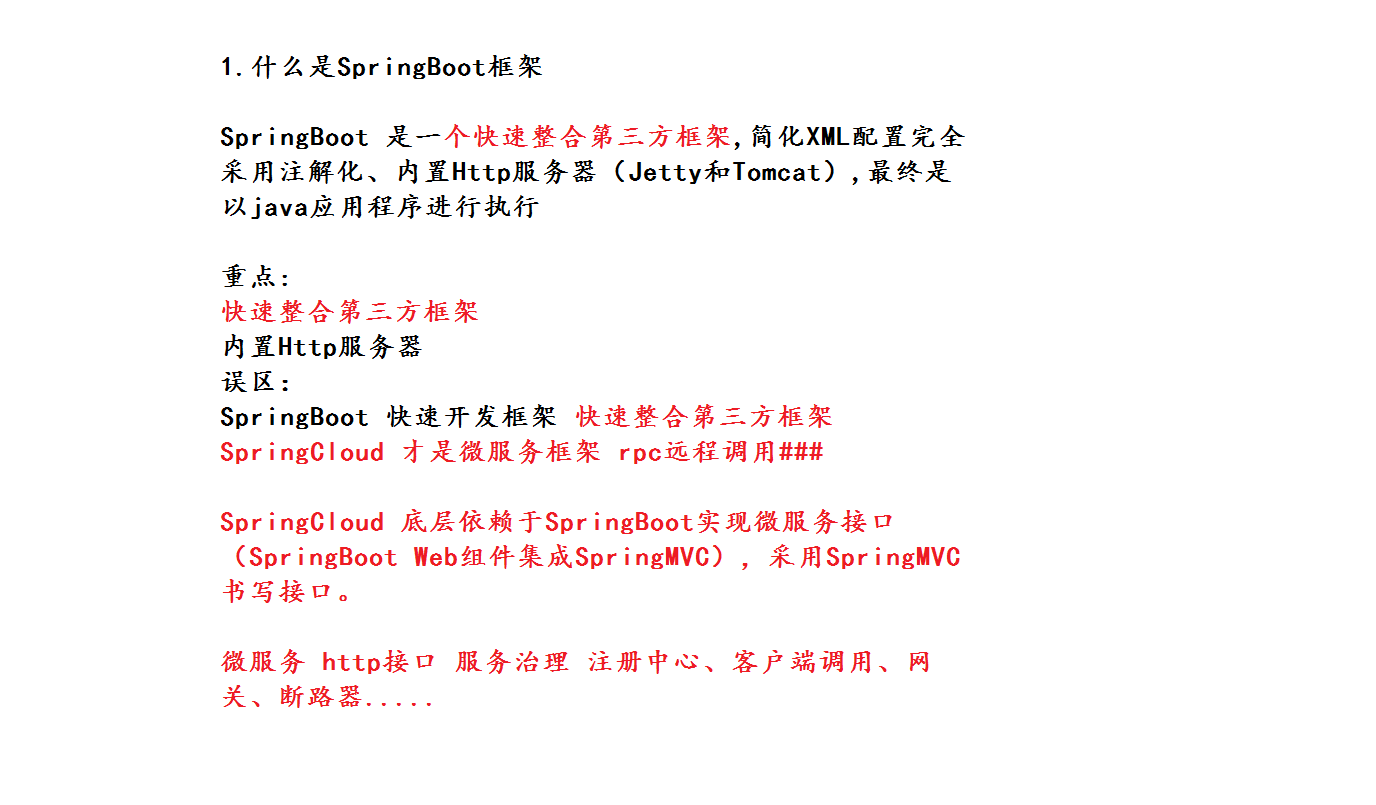 1.什么是SpringBoot框架
SpringBoot 是一个快速整合第三方框架,简化XML配置完全
采用注解化、内置Http服务器（Jetty和Tomcat）,最终是
以java应用程序进行执行
重点:
快速整合第三方框架
内置Http服务器
误区:
SpringBoot 快速开发框架 快速整合第三方框架
SpringCloud 才是微服务框架 rpc远程调用###
SpringCloud 底层依赖于SpringBoot实现微服务接口
（SpringBoot Web组件集成SpringMVC）, 采用SpringMVC
书写接口。
微服务 http接口 服务治理 注册中心、客户端调用、网
关、断路器.....